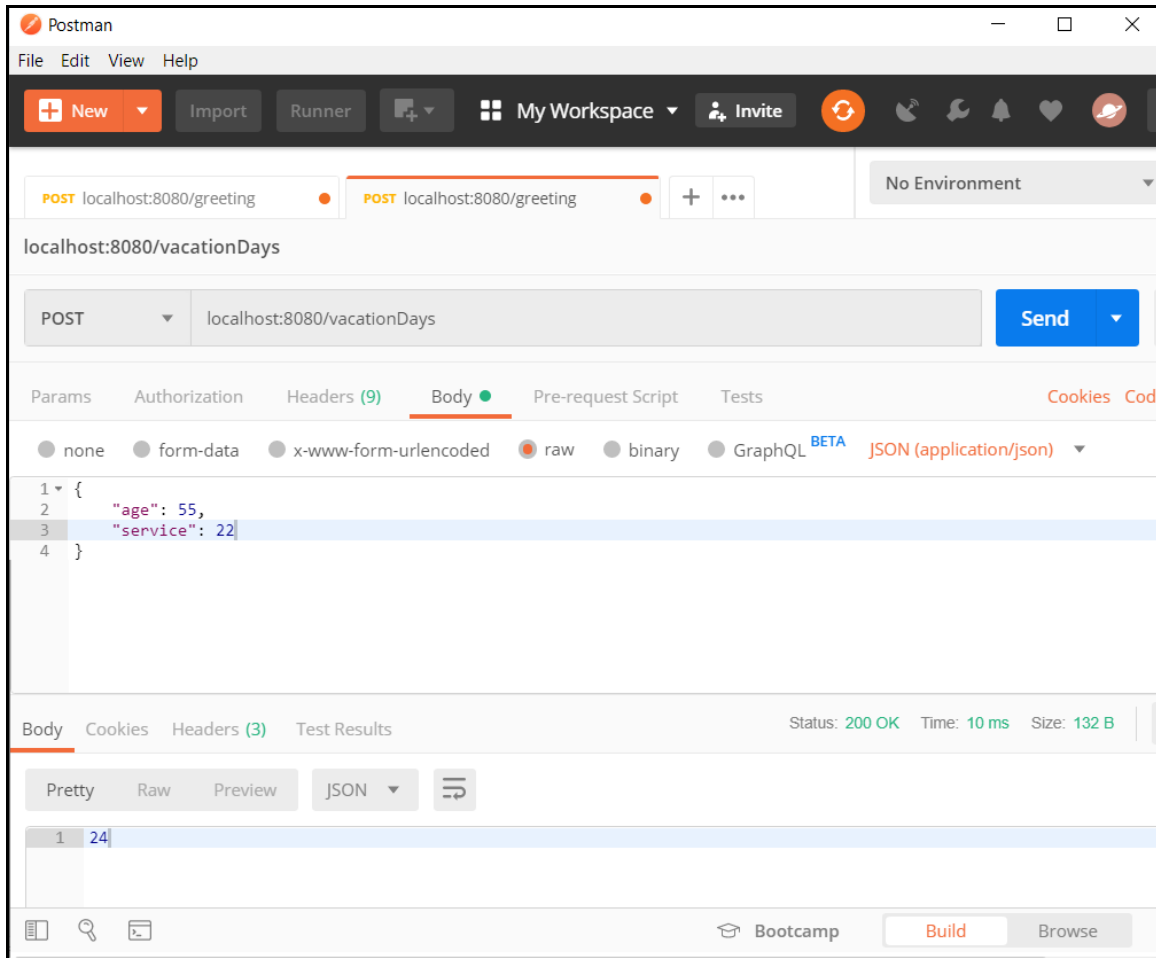 Postman
File Edit View Help
New Import Runner My Workspace Invite
POST localhost:8080/greeting POST localhost:8080/greeting No Environment
localhost:8080/vacationDays
POST localhost:8080/vacationDays Send
Params Authorization Headers (9) Body Pre-request Script Tests Cookies Cod
none form-data x-www-form-urlencoded raw binary GraphQL BETA JSON (application/json)
1 {
2 "age": 55,
3 "service": 22
4 }
Body Cookies Headers (3) Test Results Status: 200 OK Time: 10 ms Size: 132 B
Pretty Raw Preview JSON
1 24
Bootcamp Build Browse